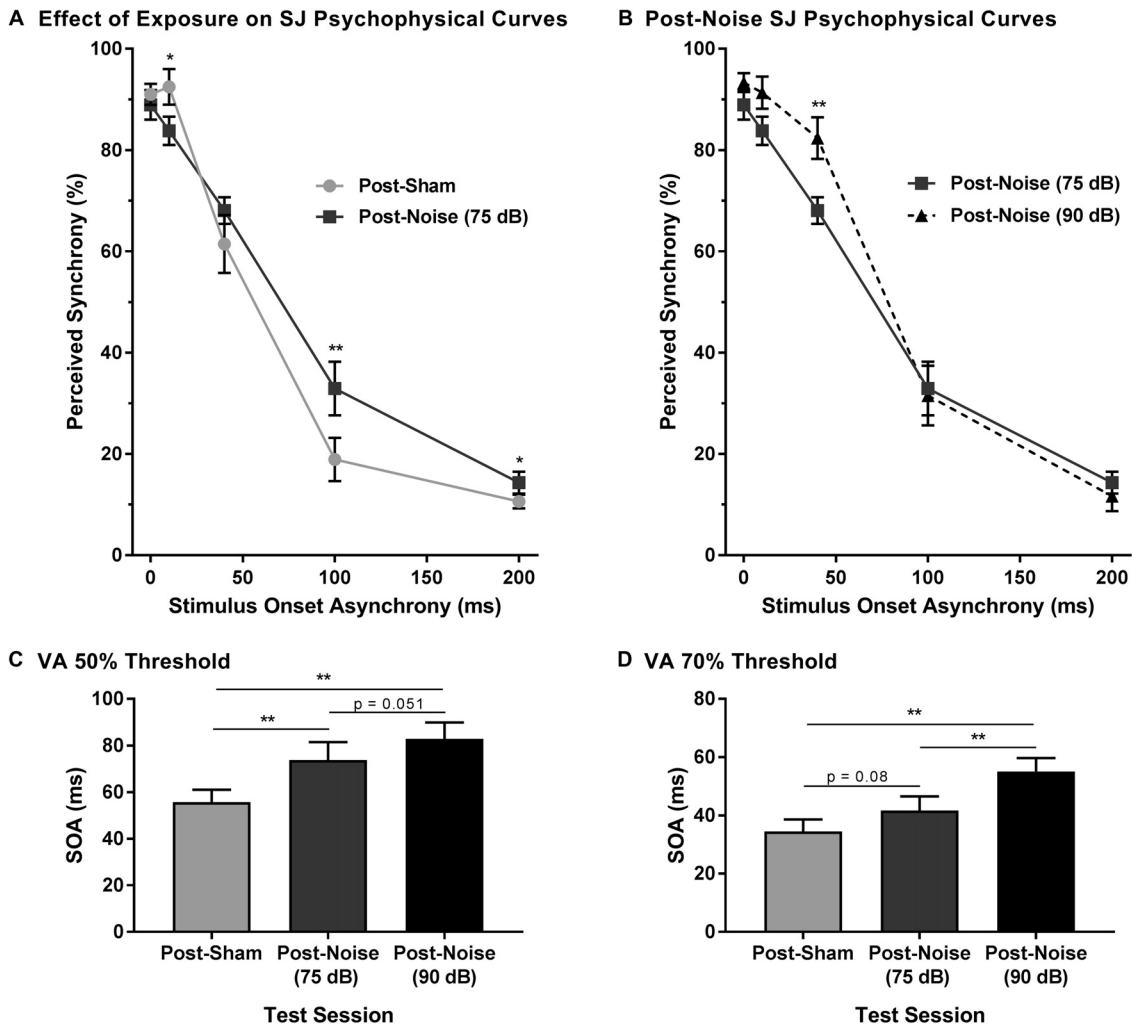 A Effect of Exposure on SJ Psychophysical Curves
100
80
60
40
20
0
Perceived Synchrony (%)
*
**
*
Post-Sham
Post-Noise (75 dB)
0 50 100 150 200
Stimulus Onset Asynchrony (ms)
B Post-Noise SJ Psychophysical Curves
100
80
60
40
20
0
Perceived Synchrony (%)
**
Post-Noise (75 dB)
Post-Noise (90 dB)
0 50 100 150 200
Stimulus Onset Asynchrony (ms)
C VA 50% Threshold
100
80
60
40
20
0
SOA (ms)
**
p = 0.051
**
Post-Sham Post-Noise Post-Noise
(75 dB) (90 dB)
Test Session
D VA 70% Threshold
80
60
40
20
0
SOA (ms)
**
**
p = 0.08
Post-Sham Post-Noise Post-Noise
(75 dB) (90 dB)
Test Session